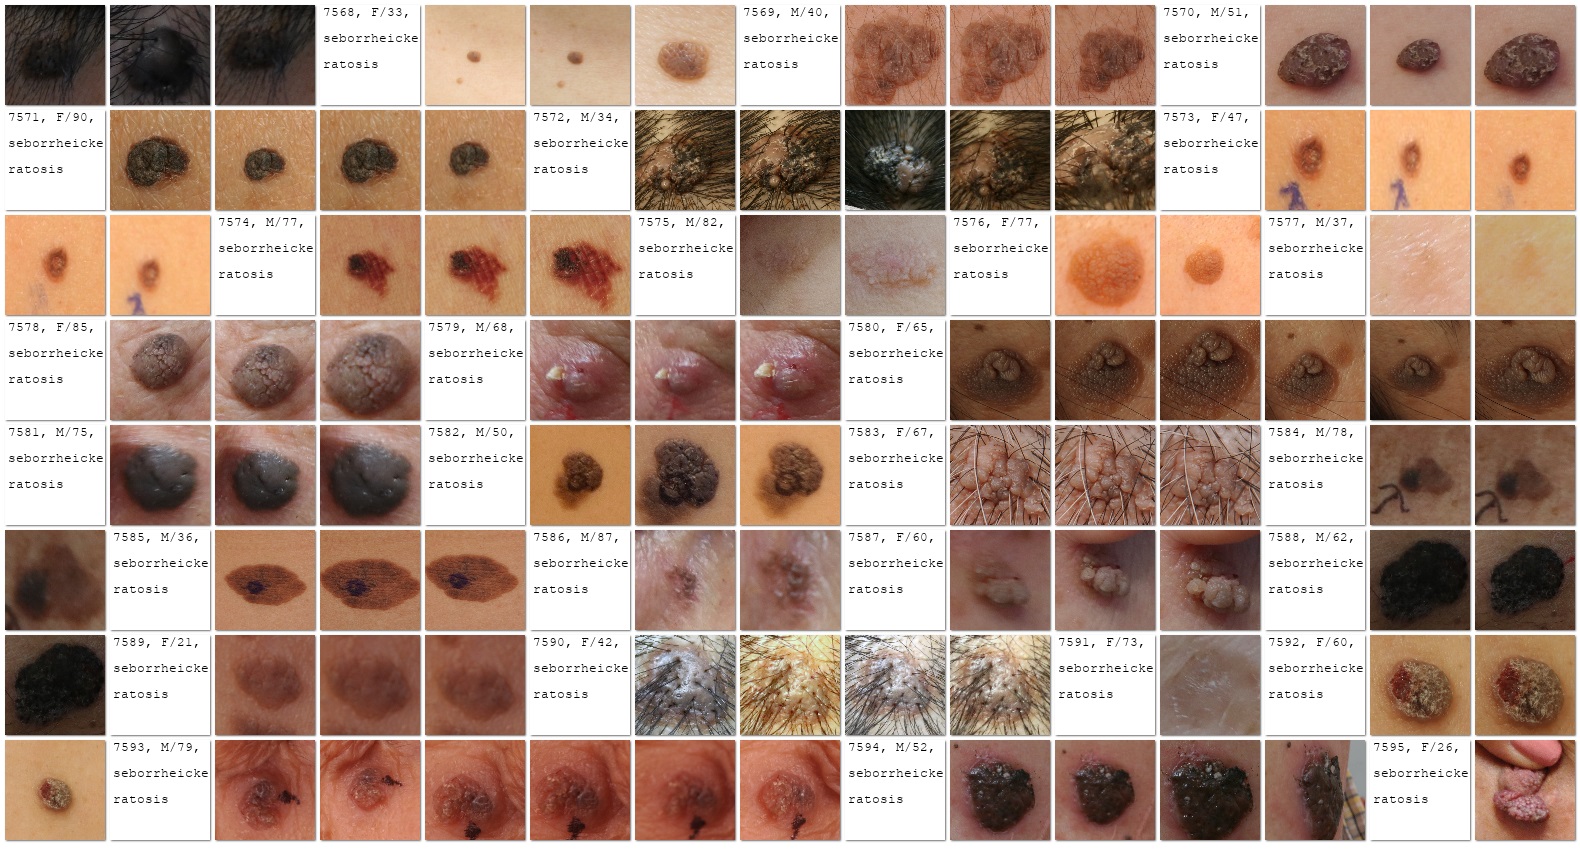 7568, F/33,
seborrheicke
ratosis
7569, M/40,
seborrheicke
ratosis
7570, M/51,
seborrheicke
ratosis
7571, F/90,
seborrheicke
ratosis
7572, M/34,
seborrheicke
ratosis
7573, F/47,
seborrheicke
ratosis
7574, M/77,
seborrheicke
ratosis
7575, M/82,
seborrheicke
ratosis
7576, F/77,
seborrheicke
ratosis
7577, M/37,
seborrheicke
ratosis
7578, F/85,
seborrheicke
ratosis
7579, M/68,
seborrheicke
ratosis
7580, F/65,
seborrheicke
ratosis
7581, M/75,
seborrheicke
ratosis
7582, M/50,
seborrheicke
ratosis
7583, F/67,
seborrheicke
ratosis
7584, M/78,
seborrheicke
ratosis
7585, M/36,
seborrheicke
ratosis
7586, M/87,
seborrheicke
ratosis
7587, F/60,
seborrheicke
ratosis
7588, M/62,
seborrheicke
ratosis
7589, F/21,
seborrheicke
ratosis
7590, F/42,
seborrheicke
ratosis
7591, F/73,
seborrheicke
ratosis
7592, F/60,
seborrheicke
ratosis
7593, M/79,
seborrheicke
ratosis
7594, M/52,
seborrheicke
ratosis
7595, F/26,
seborrheicke
ratosis